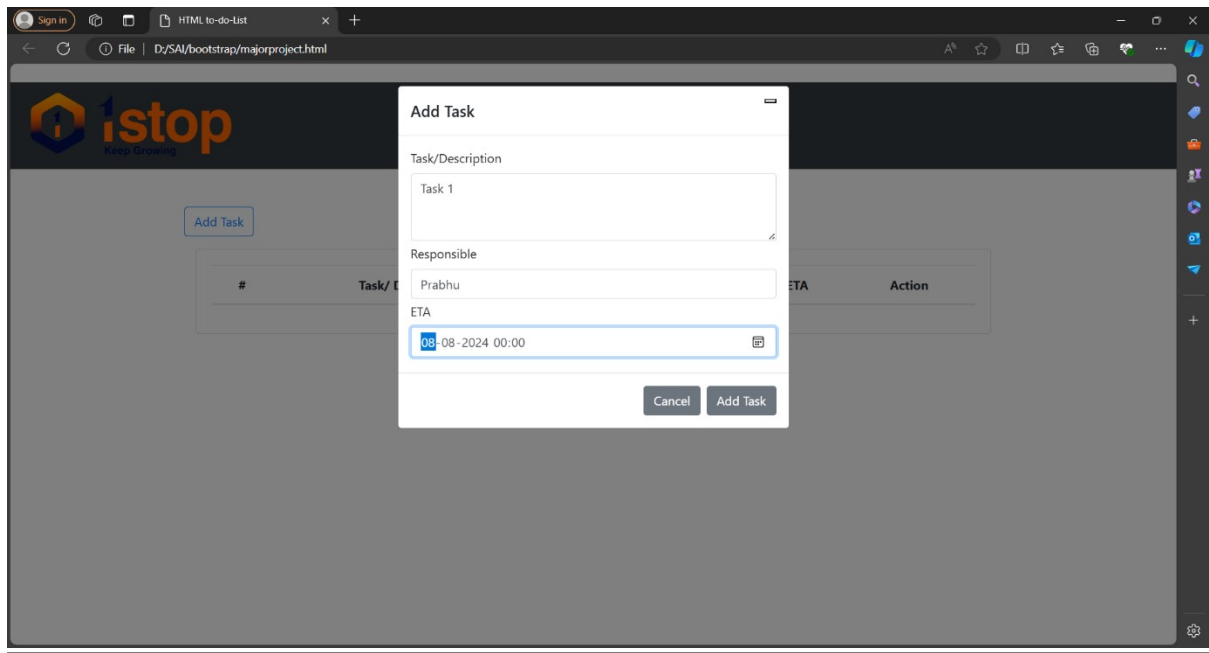 Sign in
HTML to-do-List
File | D:/SAI/bootstrap/majorproject.html
1stop
Keep Growing
Add Task
Task/Description
Task 1
Add Task
Responsible
# Task/ D ETA Action
Prabhu
ETA
08-08-2024 00:00
Cancel Add Task